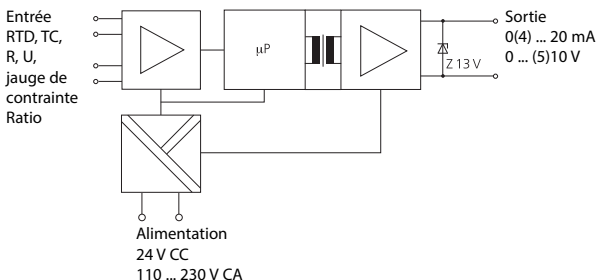 Entrée
RTD, TC,
R, U,
jauge de
contrainte
Ratio
µP
Z 13 V
Sortie
0(4) ... 20 mA
0 ... (5)10 V
Alimentation
24 V CC
110 ... 230 V CA